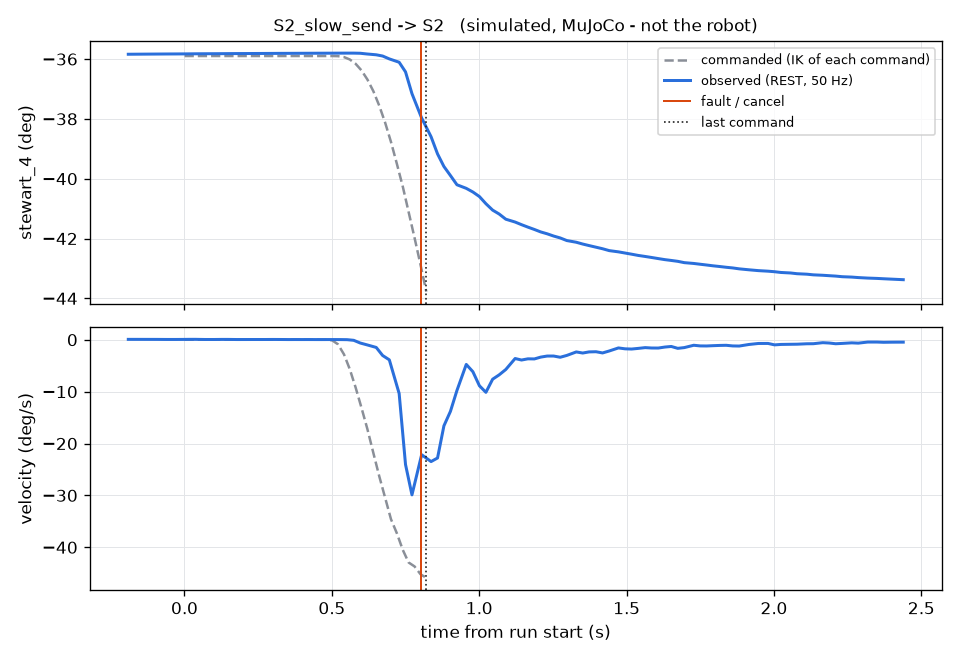 S2_slow_send -> S2   (simulated, MuJoCo - not the robot)
commanded (IK of each command)
observed (REST, 50 Hz)
fault / cancel
last command
stewart_4 (deg)
−36
−38
−40
−42
−44
velocity (deg/s)
0
−10
−20
−30
−40
0.0
0.5
1.0
1.5
2.0
2.5
time from run start (s)